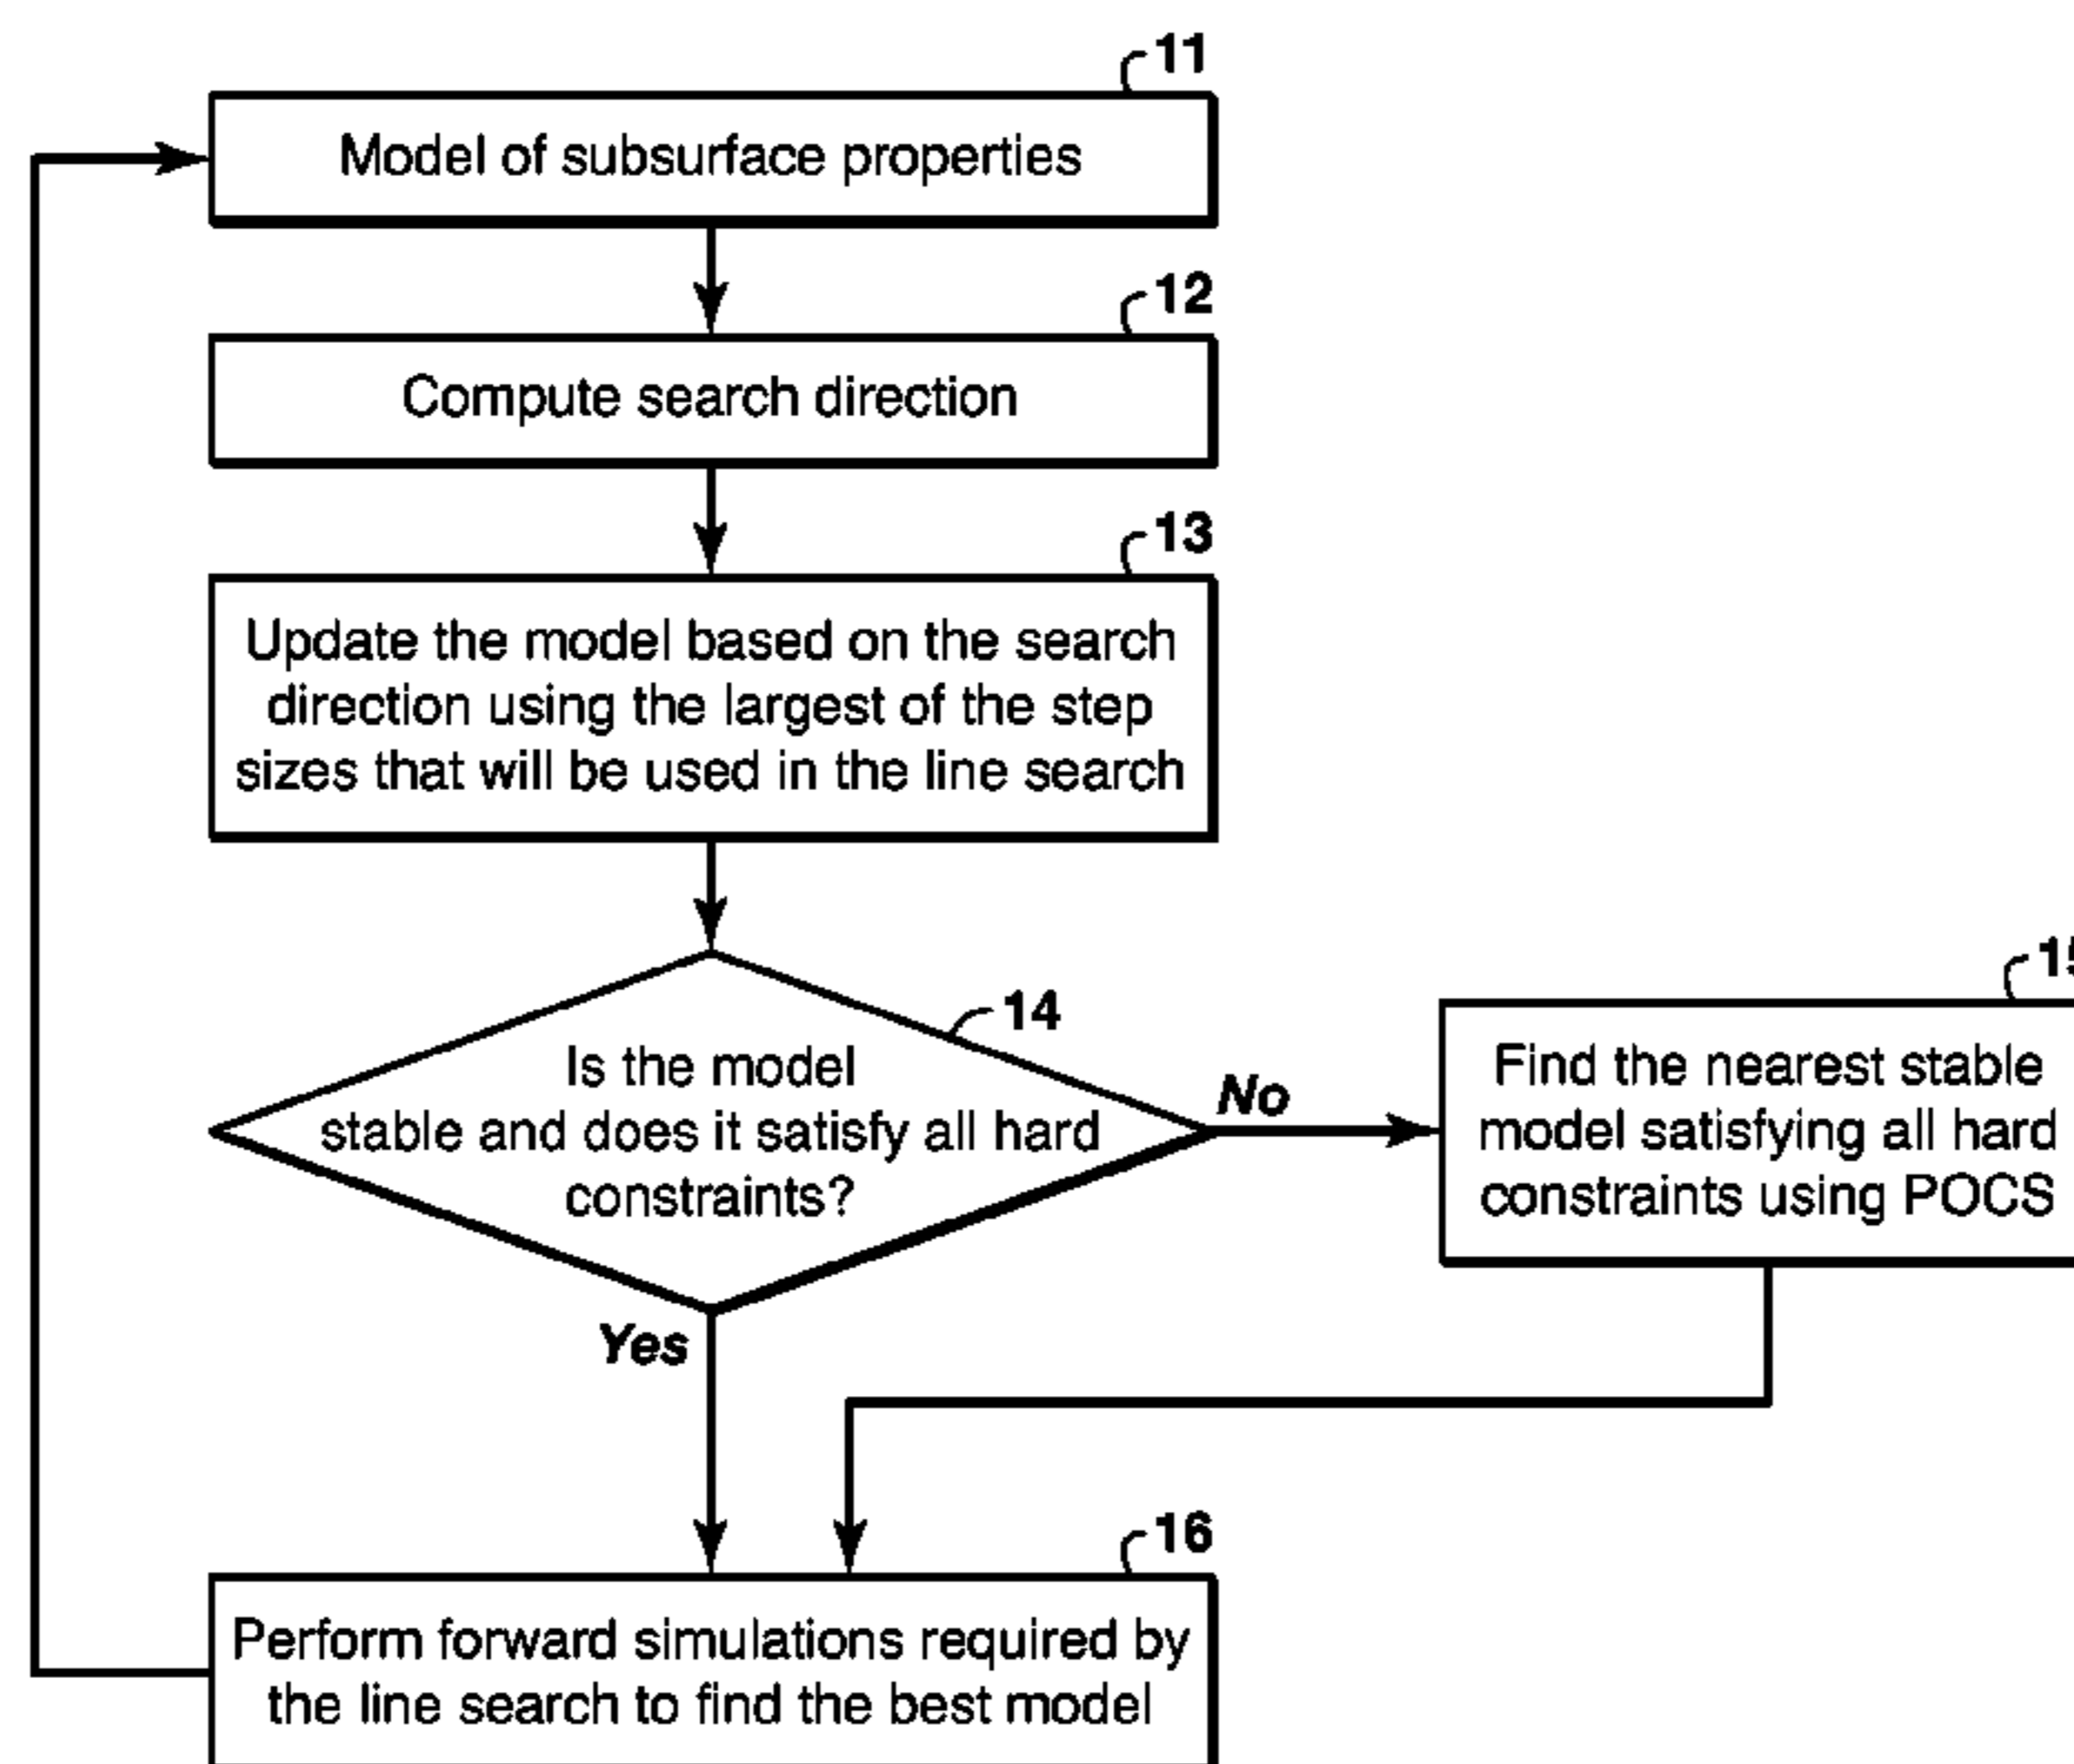 11
Model of subsurface properties
12
Compute search direction
13
Update the model based on the search
direction using the largest of the step
sizes that will be used in the line search
14
Is the model
stable and does it satisfy all hard
constraints?
No
Yes
Find the nearest stable
model satisfying all hard
constraints using POCS
16
Perform forward simulations required by
the line search to find the best model